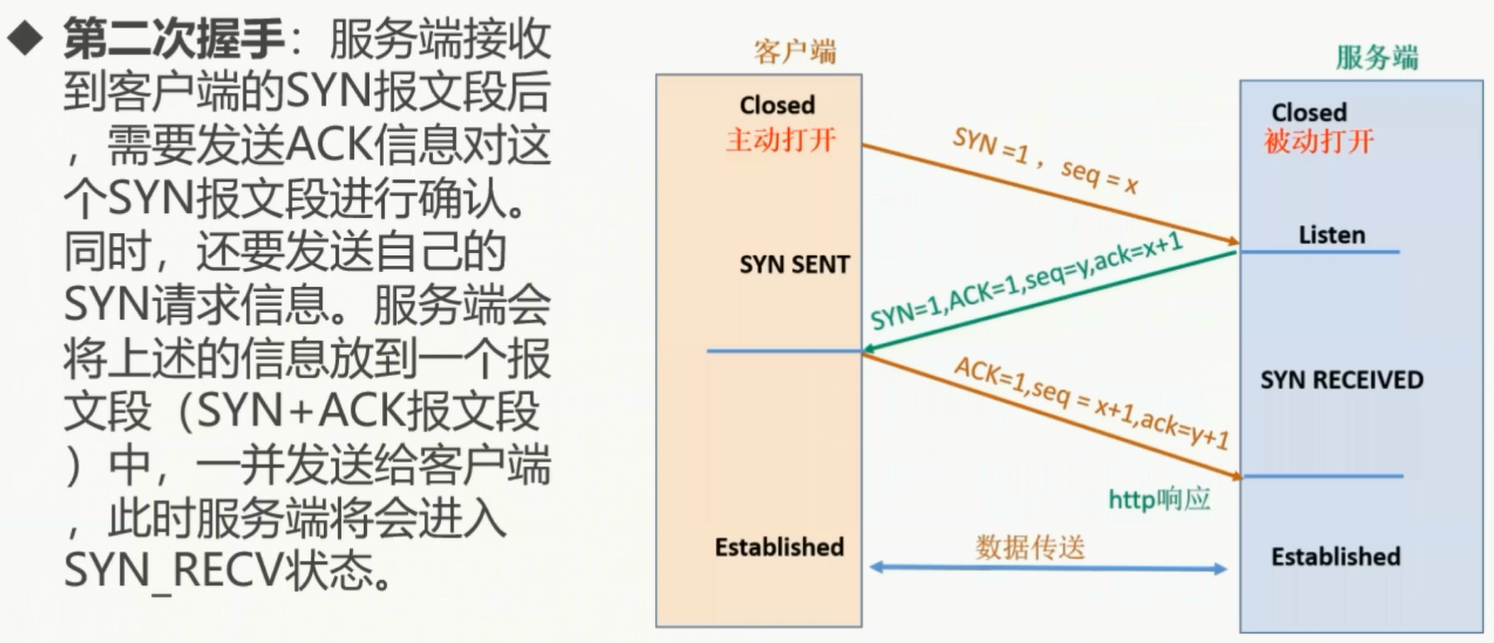 ◆ 第二次握手：服务端接收
到客户端的SYN报文段后
，需要发送ACK信息对这
个SYN报文段进行确认。
同时，还要发送自己的
SYN请求信息。服务端会
将上述的信息放到一个报
文段（SYN+ACK报文段
）中，一并发送给客户端
，此时服务端将会进入
SYN_RECV状态。
客户端
服务端
Closed
主动打开
Closed
被动打开
SYN =1 ，seq = x
Listen
SYN SENT
SYN=1,ACK=1,seq=y,ack=x+1
ACK=1,seq = x+1,ack=y+1
SYN RECEIVED
http响应
数据传送
Established
Established